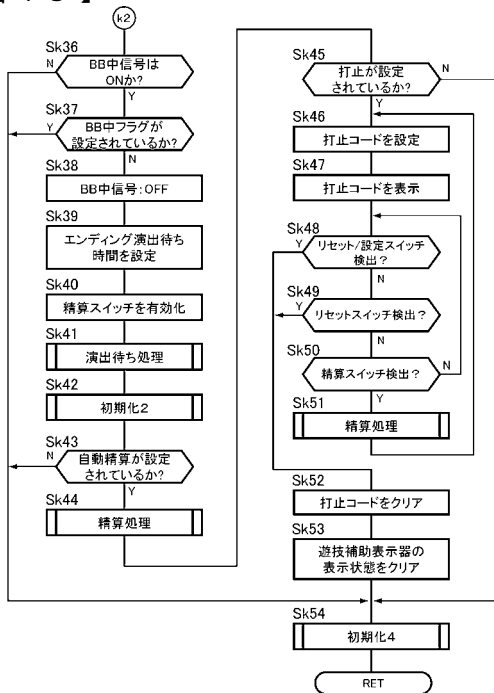 k2
Sk36
N
BB中信号は
ONか?
Y
Sk37
Y
BB中フラグが
設定されているか?
N
Sk38
BB中信号:OFF
Sk39
エンディング演出待ち
時間を設定
Sk40
精算スイッチを有効化
Sk41
演出待ち処理
Sk42
初期化2
Sk43
N
自動精算が設定
されているか?
Y
Sk44
精算処理
Sk45
打止が設定
されているか?
N
Y
Sk46
打止コードを設定
Sk47
打止コードを表示
Sk48
Y
リセット/設定スイッチ
検出?
N
Sk49
Y
リセットスイッチ検出?
N
Sk50
精算スイッチ検出?
N
Y
Sk51
精算処理
Sk52
打止コードをクリア
Sk53
遊技補助表示器の
表示状態をクリア
Sk54
初期化4
RET